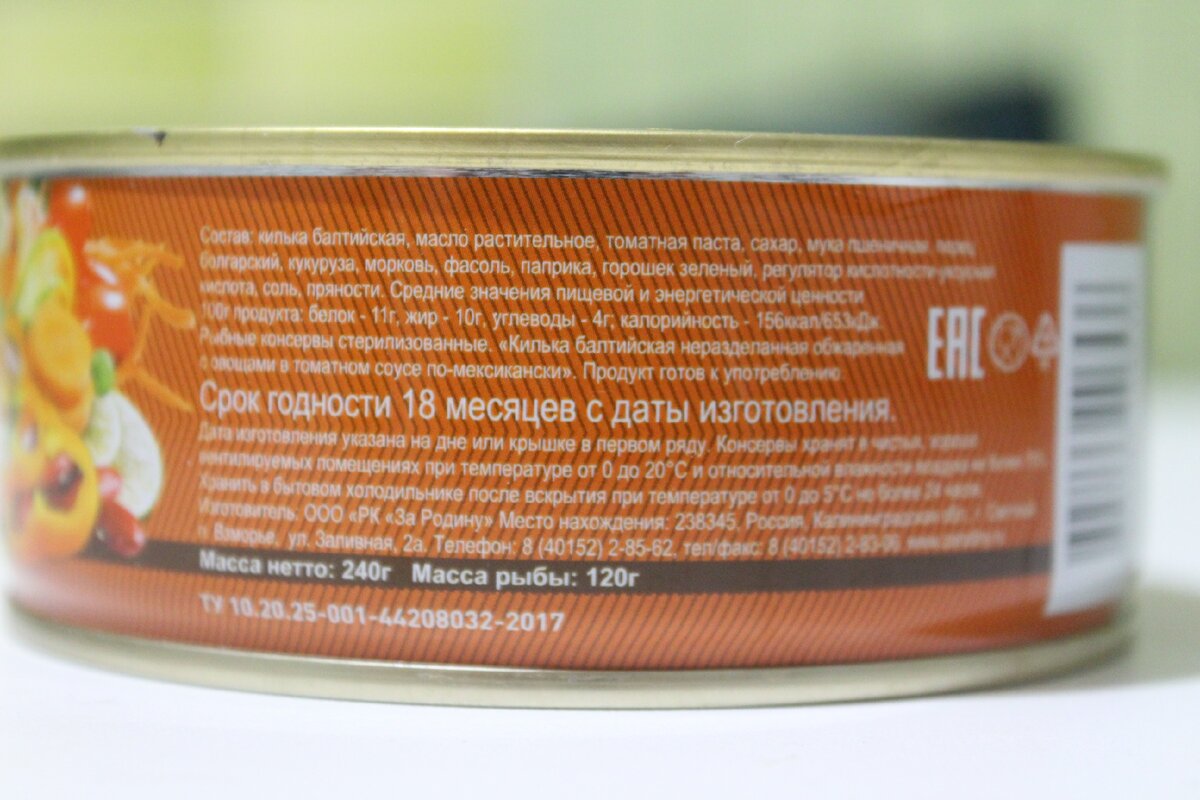 Состав: килька балтийская, масло растительное, томатная паста, сахар, мука пшеничная, перец
болгарский, кукуруза, морковь, фасоль, паприка, горошек зеленый, регулятор кислотности уксусная
кислота, соль, пряности. Средние значения пищевой и энергетической ценности
100г продукта: белок - 11г, жир - 10г, углеводы - 4г; калорийность - 156ккал/653кДж.
Рыбные консервы стерилизованные. «Килька балтийская неразделанная обжаренная
с овощами в томатном соусе по-мексикански». Продукт готов к употреблению.
Срок годности 18 месяцев с даты изготовления.
Дата изготовления указана на дне или крышке в первом ряду. Консервы хранят в чистых, хорошо
вентилируемых помещениях при температуре от 0 до 20°С и относительной влажности воздуха не более
Хранить в бытовом холодильнике после вскрытия при температуре от 0 до 5°С не более 24 часов.
Изготовитель: ООО «РК «За Родину» Место нахождения: 238345. Россия, Калининградская обл., г. Светлый
п. Взморье, ул. Заливная, 2а. Телефон: 8 (40152) 2-85-62. тел/факс: 8 (40152)
Масса нетто: 240г Масса рыбы: 120г
ТУ 10.20.25-001-44208032-2017
EAC